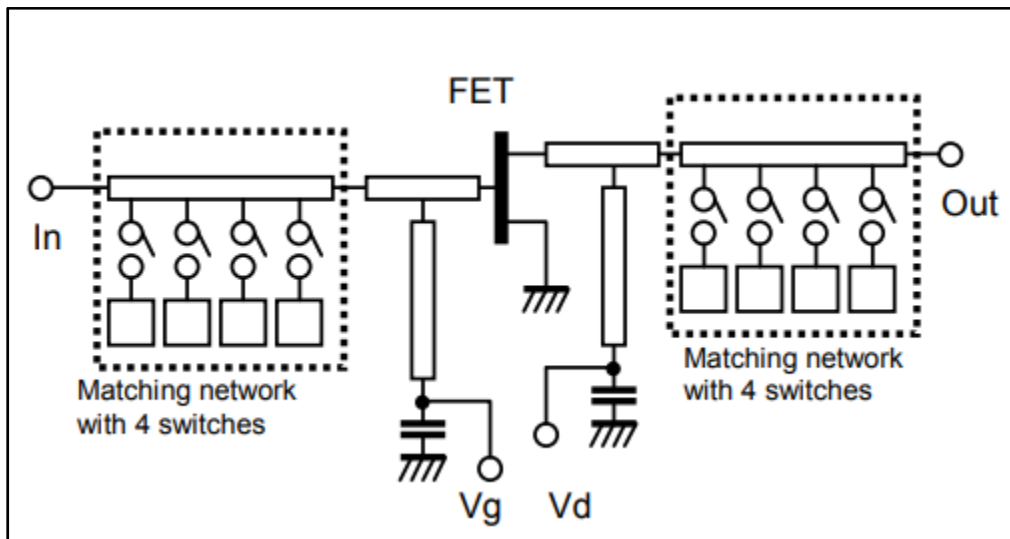 FET
In
Out
Matching network
with 4 switches
Matching network
with 4 switches
Vg
Vd